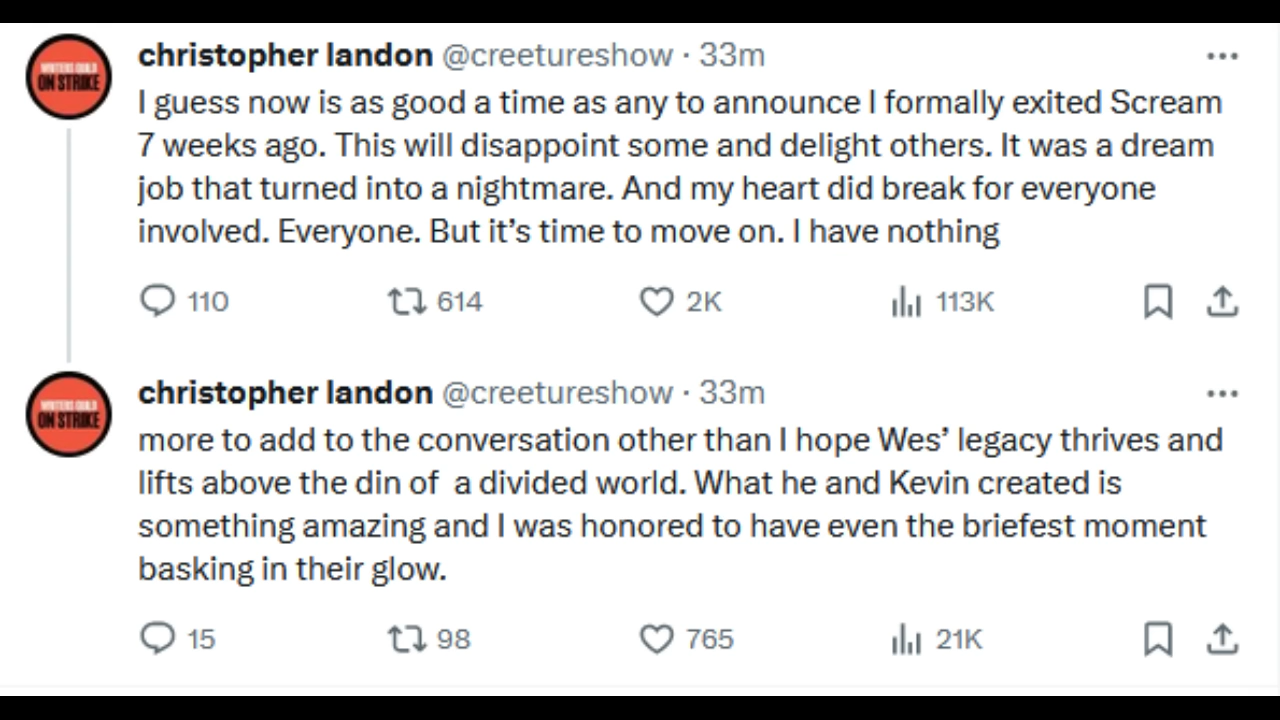 christopher landon @creetureshow · 33m
WRITERS GUILD
ON STRIKE
I guess now is as good a time as any to announce I formally exited Scream
7 weeks ago. This will disappoint some and delight others. It was a dream
job that turned into a nightmare. And my heart did break for everyone
involved. Everyone. But it’s time to move on. I have nothing
110 614 2K 113K
christopher landon @creetureshow · 33m
WRITERS GUILD
ON STRIKE
more to add to the conversation other than I hope Wes’ legacy thrives and
lifts above the din of  a divided world. What he and Kevin created is
something amazing and I was honored to have even the briefest moment
basking in their glow.
15 98 765 21K